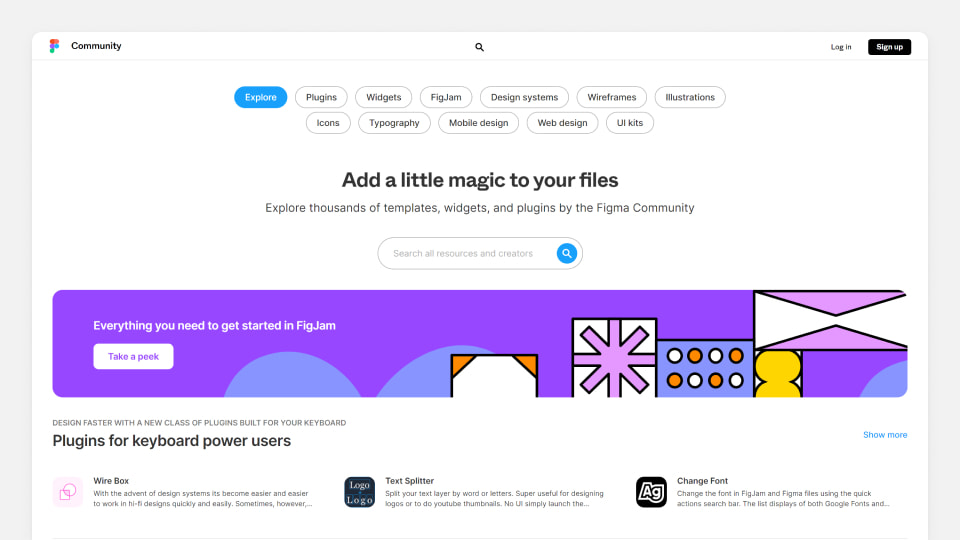 Community
Log in
Sign up
Explore
Plugins
Widgets
FigJam
Design systems
Wireframes
Illustrations
Icons
Typography
Mobile design
Web design
UI kits
Add a little magic to your files
Explore thousands of templates, widgets, and plugins by the Figma Community
Search all resources and creators
Everything you need to get started in FigJam
Take a peek
DESIGN FASTER WITH A NEW CLASS OF PLUGINS BUILT FOR YOUR KEYBOARD
Plugins for keyboard power users
Show more
Wire Box
With the advent of design systems its become easier and easier
to work in hi-fi designs quickly and easily. Sometimes, however,...
Logo
Logo
Text Splitter
Split your text layer by word or letters. Super useful for designing
logos or to do youtube thumbnails. No UI simply launch the...
Ag
Change Font
Change the font in FigJam and Figma files using the quick
actions search bar. The list displays of both Google Fonts and...